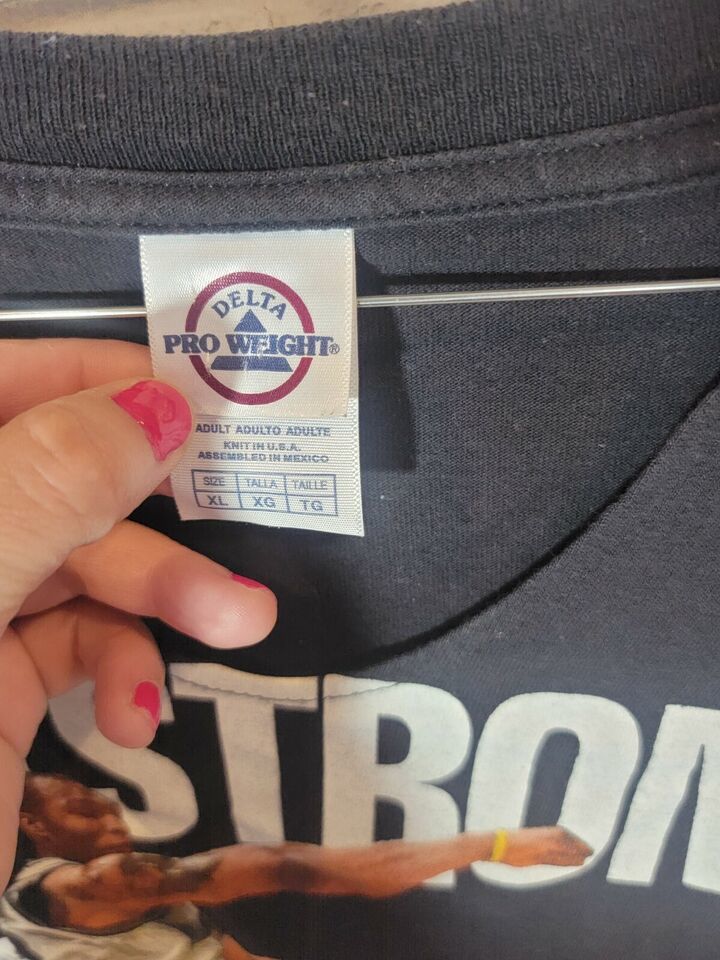 DELTA
PRO WEIGHT®
ADULT ADULTO ADULTE
KNIT IN U.S.A.
ASSEMBLED IN MEXICO
SIZE TALLA TAILLE
XL XG TG
STRON